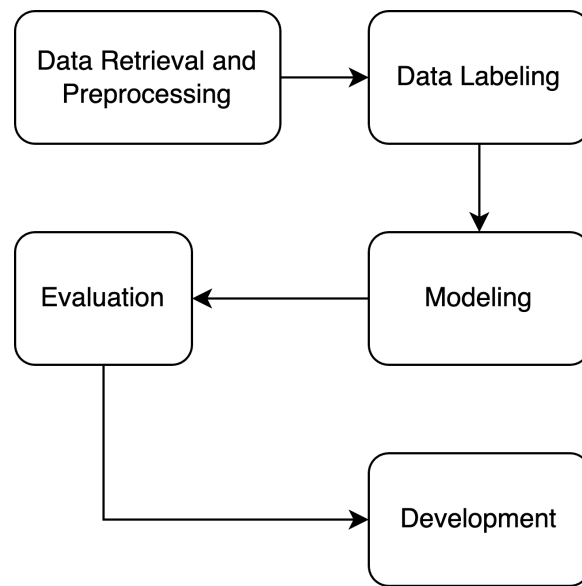 Data Retrieval and
Preprocessing
Data Labeling
Modeling
Evaluation
Development